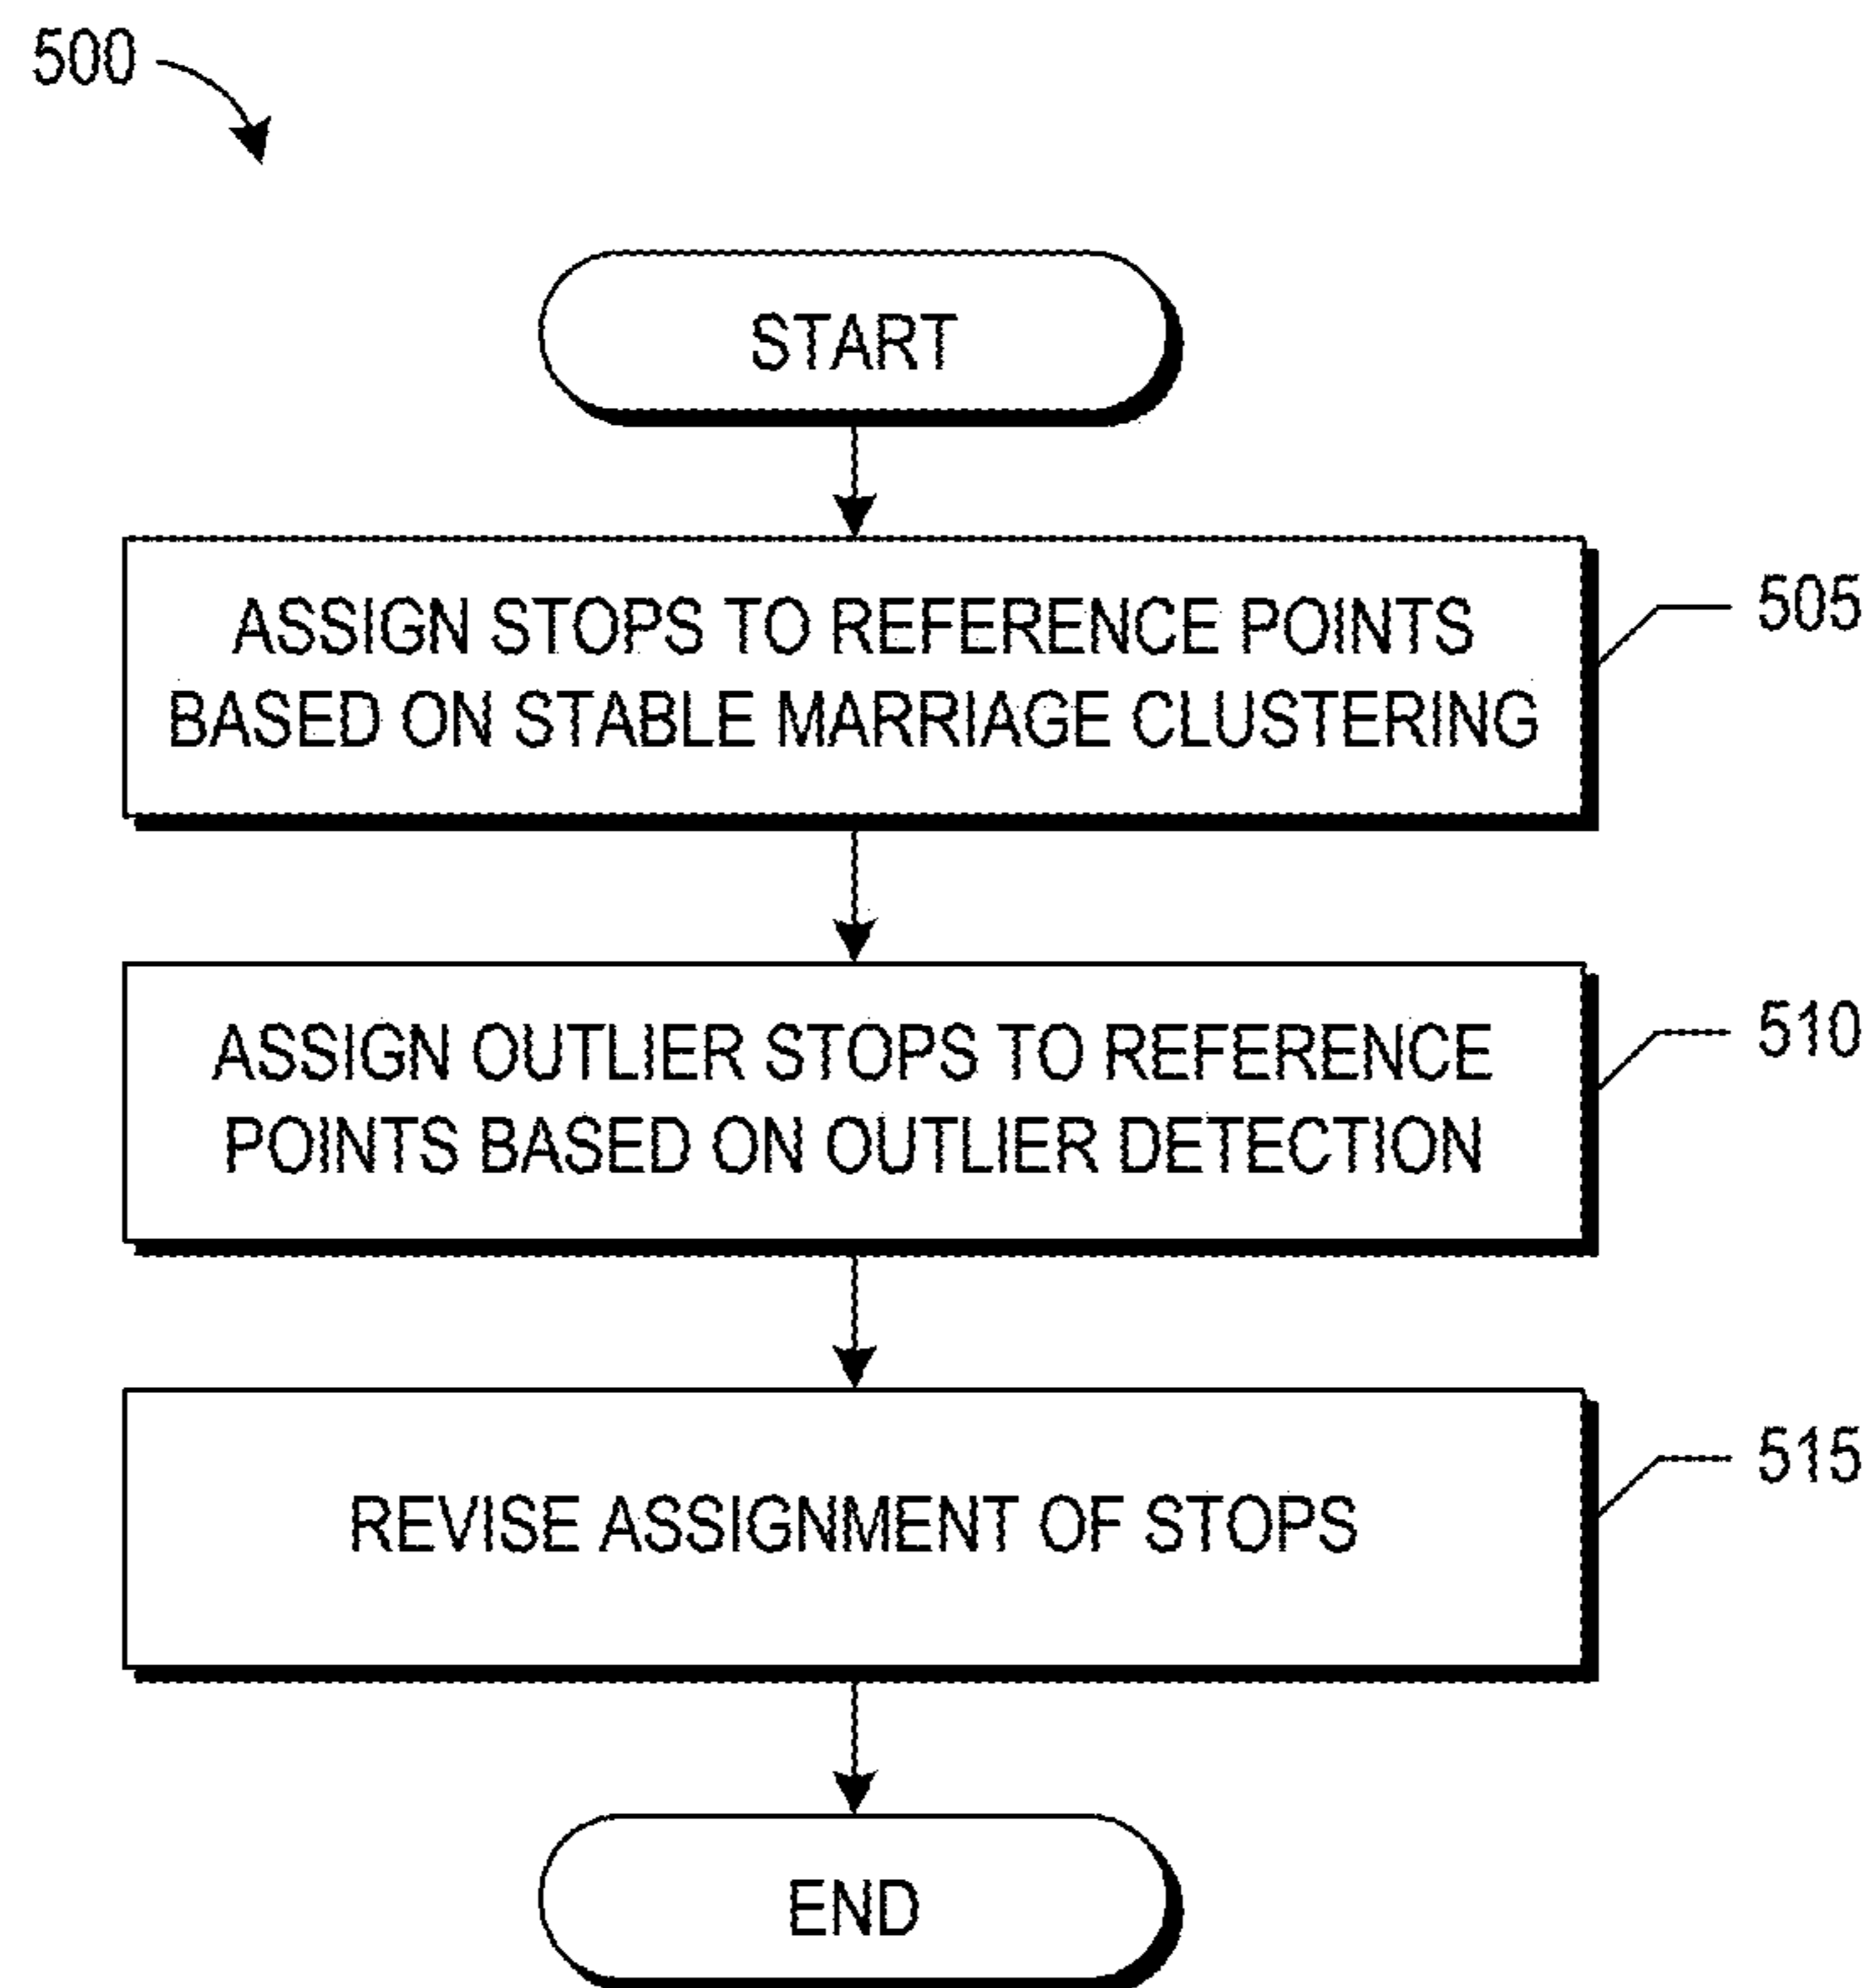 500
START
ASSIGN STOPS TO REFERENCE POINTS
BASED ON STABLE MARRIAGE CLUSTERING
505
ASSIGN OUTLIER STOPS TO REFERENCE
POINTS BASED ON OUTLIER DETECTION
510
REVISE ASSIGNMENT OF STOPS
515
END